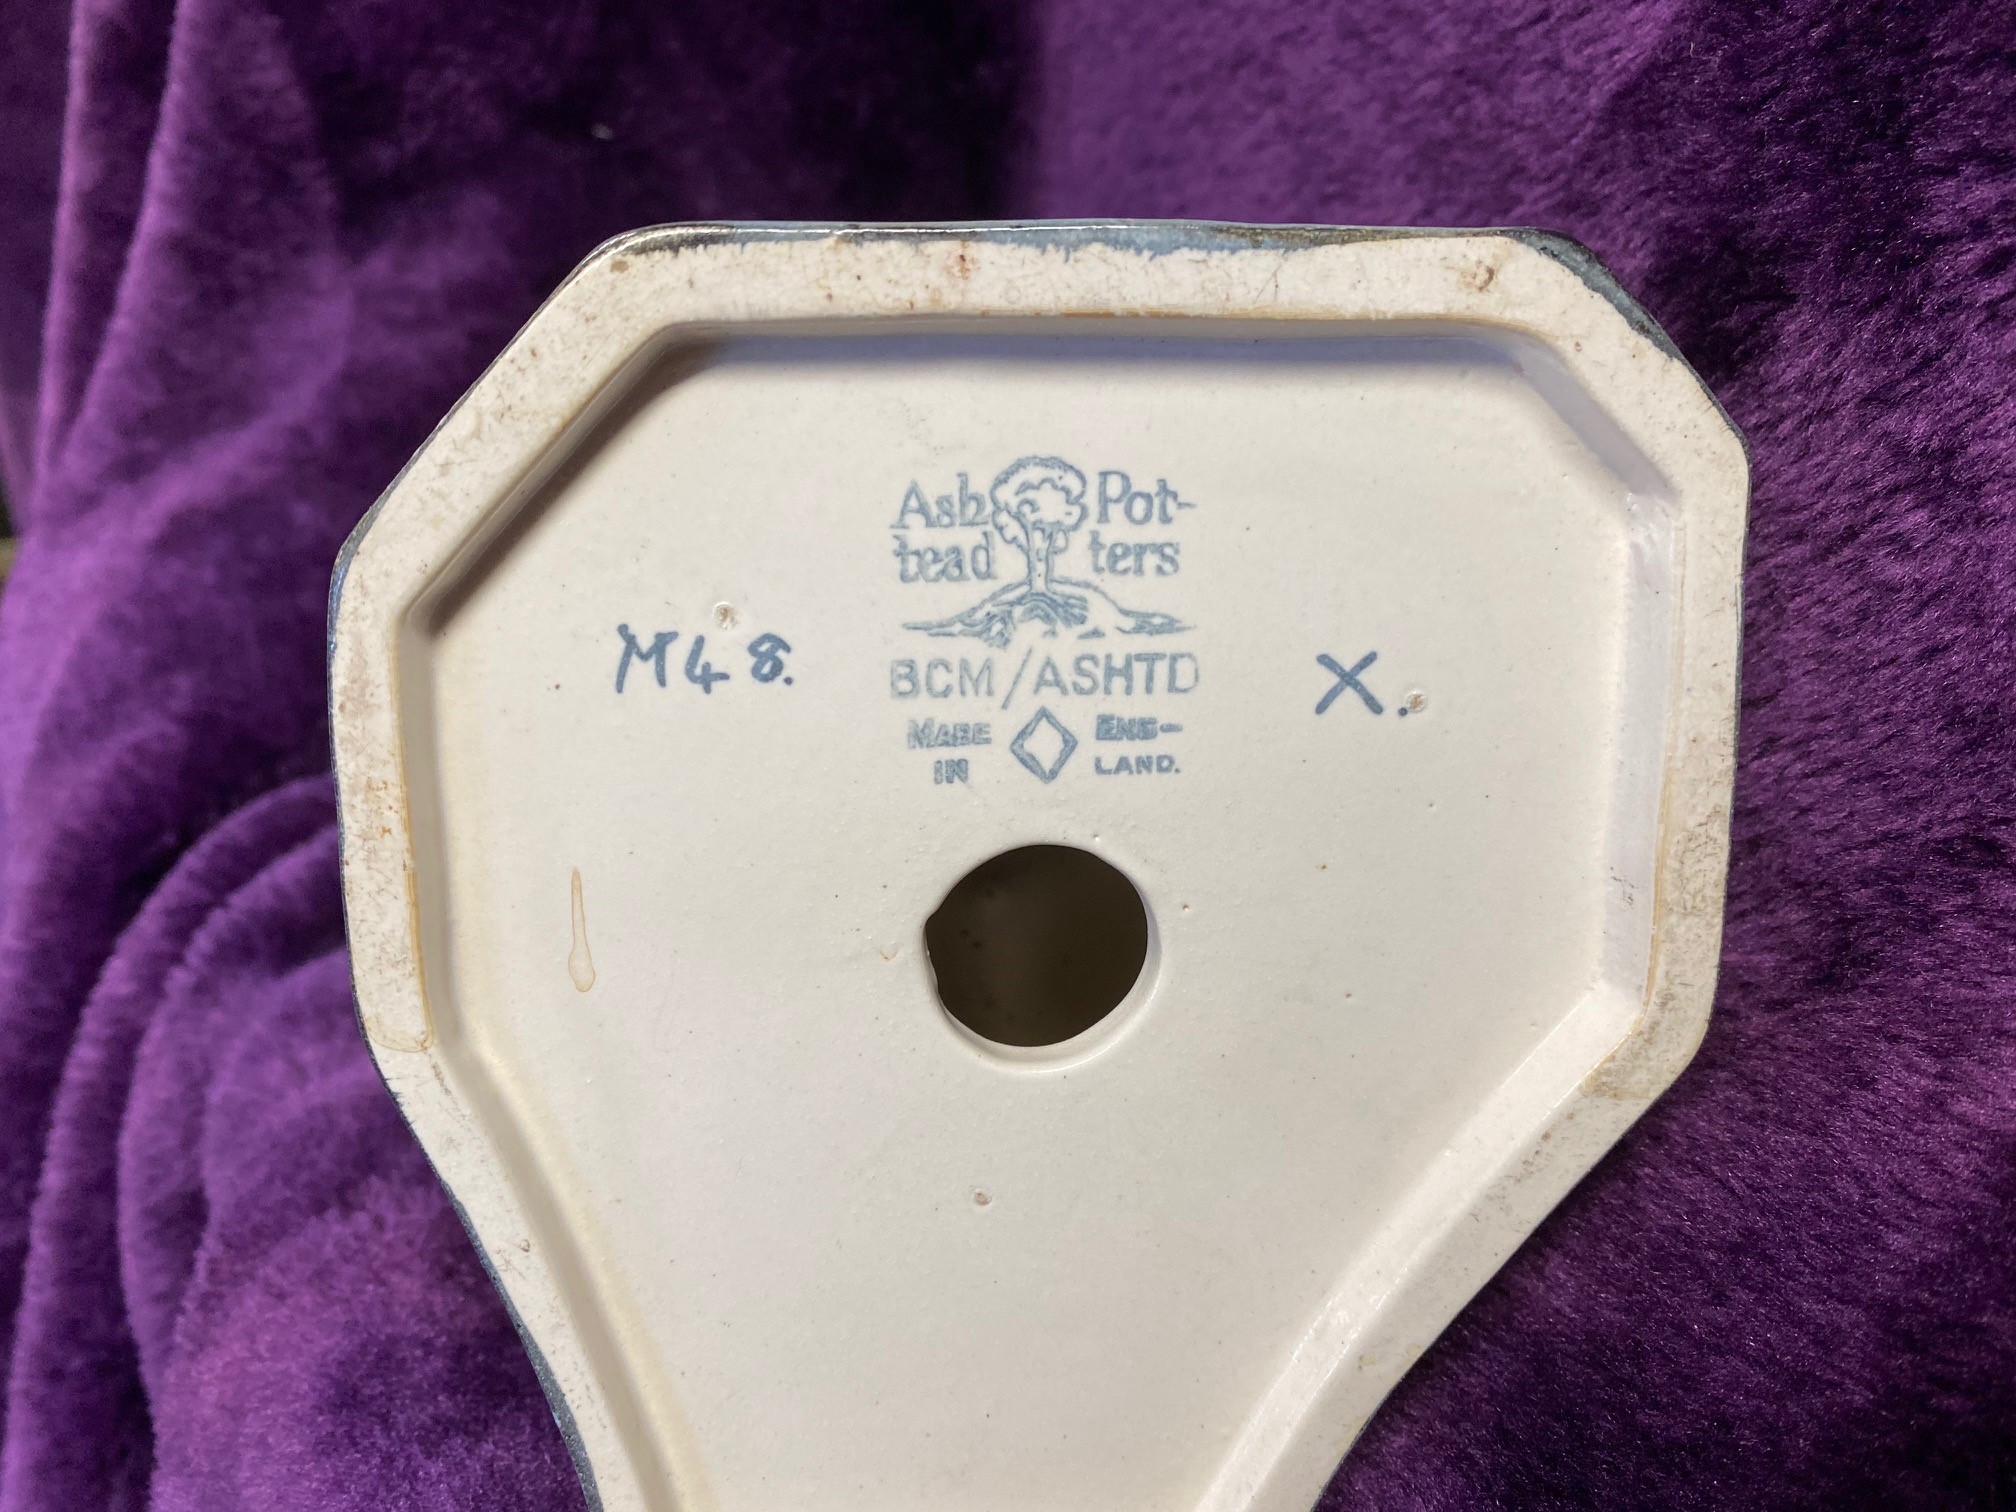 Ash Pot-
tead ters
M48. BCM/ASHTD X.
MADE ENG-
IN LAND.